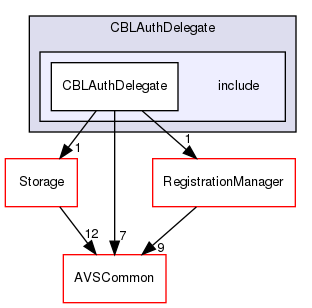 CBLAuthDelegate
CBLAuthDelegate
include
1
1
Storage
RegistrationManager
12
7
9
AVSCommon